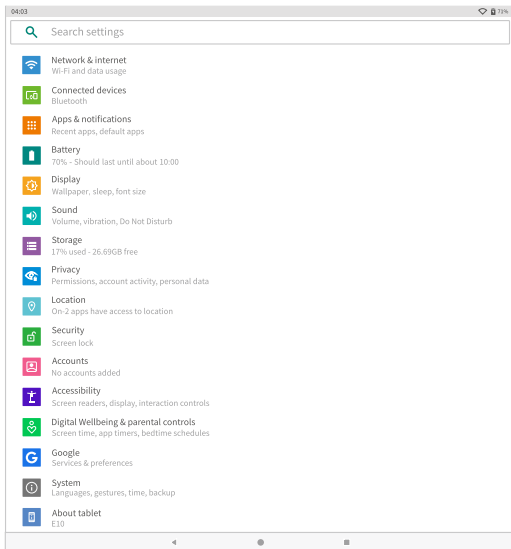 04:03
71%
Search settings
Network & internet
Wi-Fi and data usage
Connected devices
Bluetooth
Apps & notifications
Recent apps, default apps
Battery
70% - Should last until about 10:00
Display
Wallpaper, sleep, font size
Sound
Volume, vibration, Do Not Disturb
Storage
17% used - 26.69GB free
Privacy
Permissions, account activity, personal data
Location
On-2 apps have access to location
Security
Screen lock
Accounts
No accounts added
Accessibility
Screen readers, display, interaction controls
Digital Wellbeing & parental controls
Screen time, app timers, bedtime schedules
Google
Services & preferences
System
Languages, gestures, time, backup
About tablet
E10